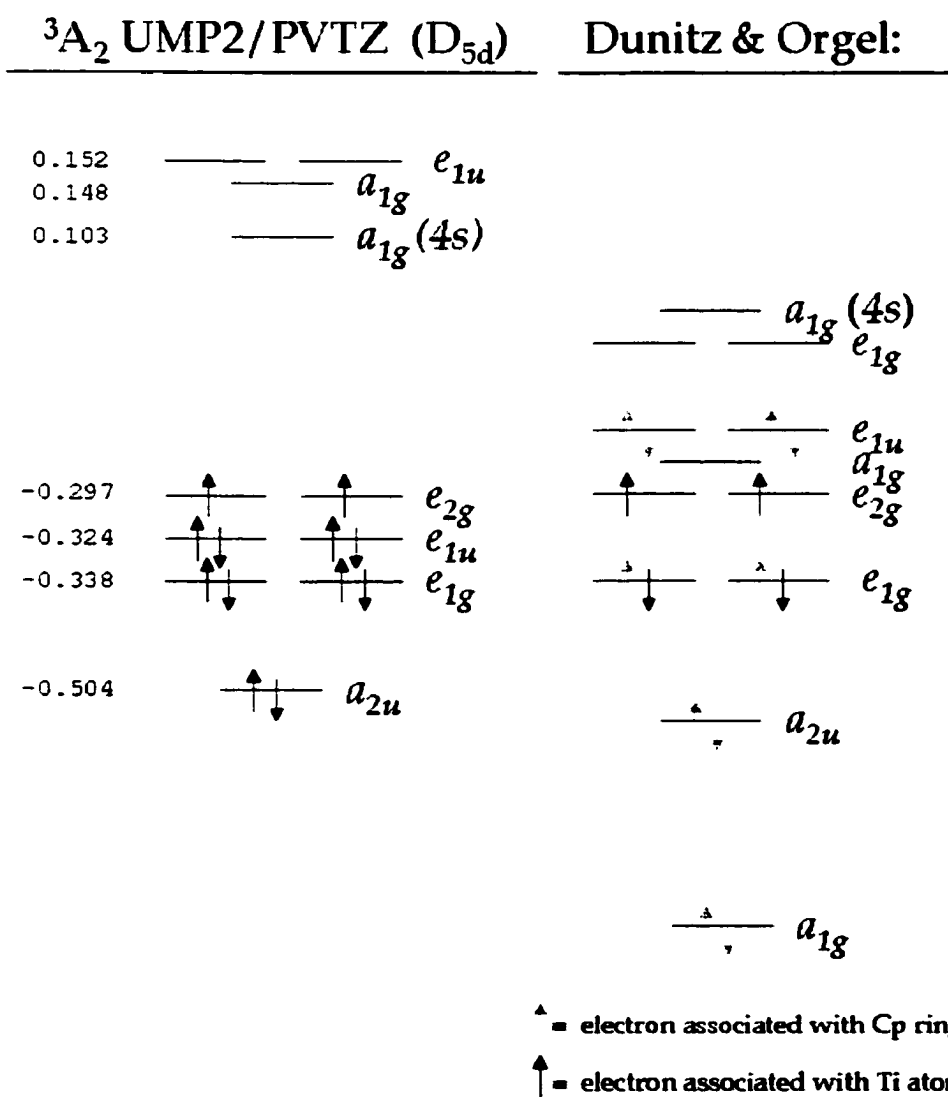 ³A₂ UMP2/PVTZ (D₅d) Dunitz & Orgel:
0.152 e₁ᵤ
0.148 a₁g
0.103 a₁g (4s)
a₁g (4s)
e₁g
e₁ᵤ
a₁g
-0.297 e₂g e₂g
-0.324 e₁ᵤ
-0.338 e₁g e₁g
-0.504 a₂ᵤ a₂ᵤ
a₁g
= electron associated with Cp rin
= electron associated with Ti ato